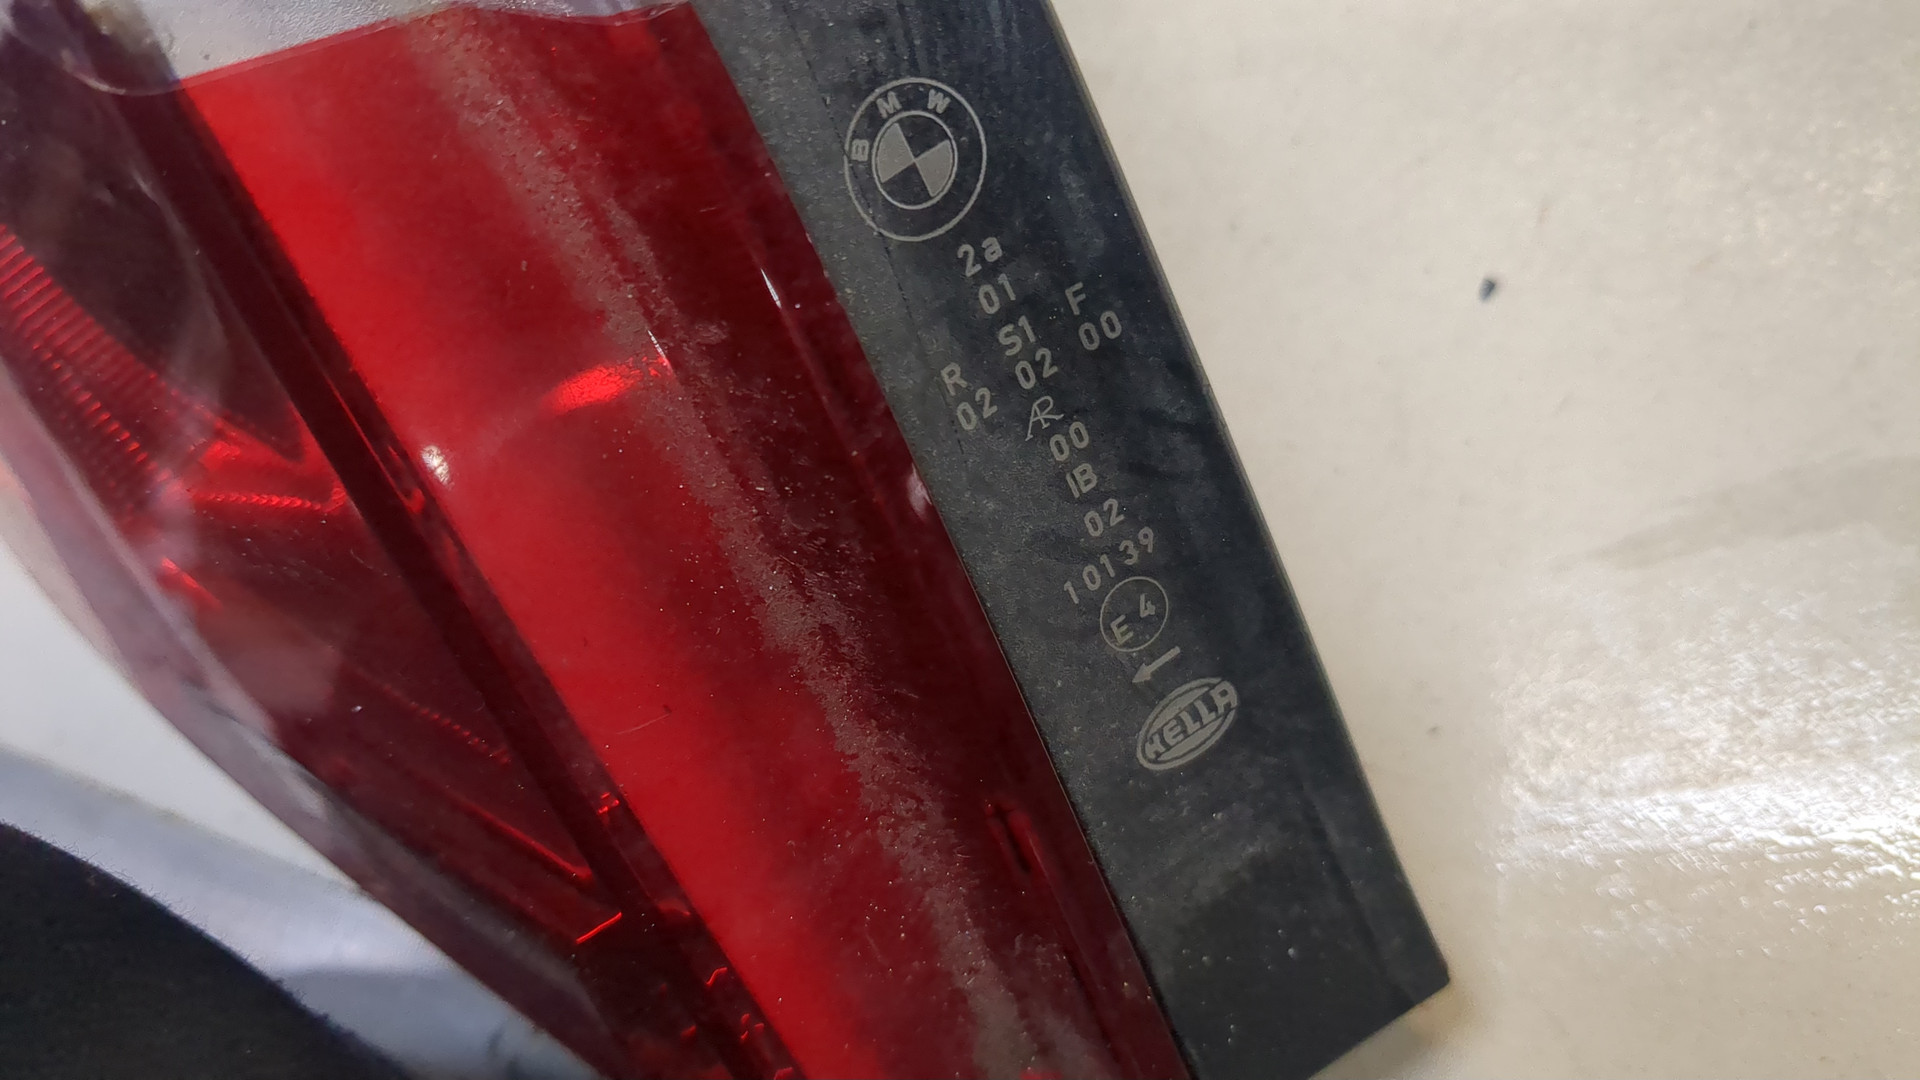 BMW
2a
01
R S1 F
02 02 00
AR
00
IB
02
10139
E4
HELLA